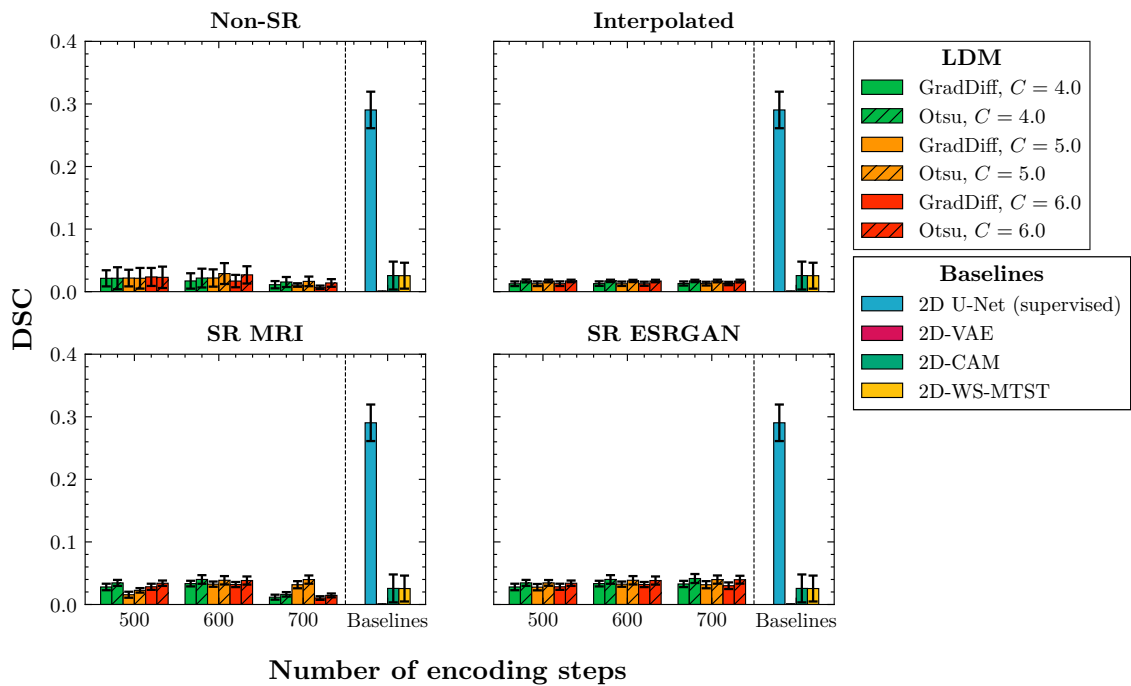 Non-SR
Interpolated
0.4
0.3
0.2
0.1
0.0
LDM
GradDiff, C = 4.0
Otsu, C = 4.0
GradDiff, C = 5.0
Otsu, C = 5.0
GradDiff, C = 6.0
Otsu, C = 6.0
Baselines
2D U-Net (supervised)
2D-VAE
2D-CAM
2D-WS-MTST
DSC
SR MRI
SR ESRGAN
0.4
0.3
0.2
0.1
0.0
500 600 700 Baselines
500 600 700 Baselines
Number of encoding steps